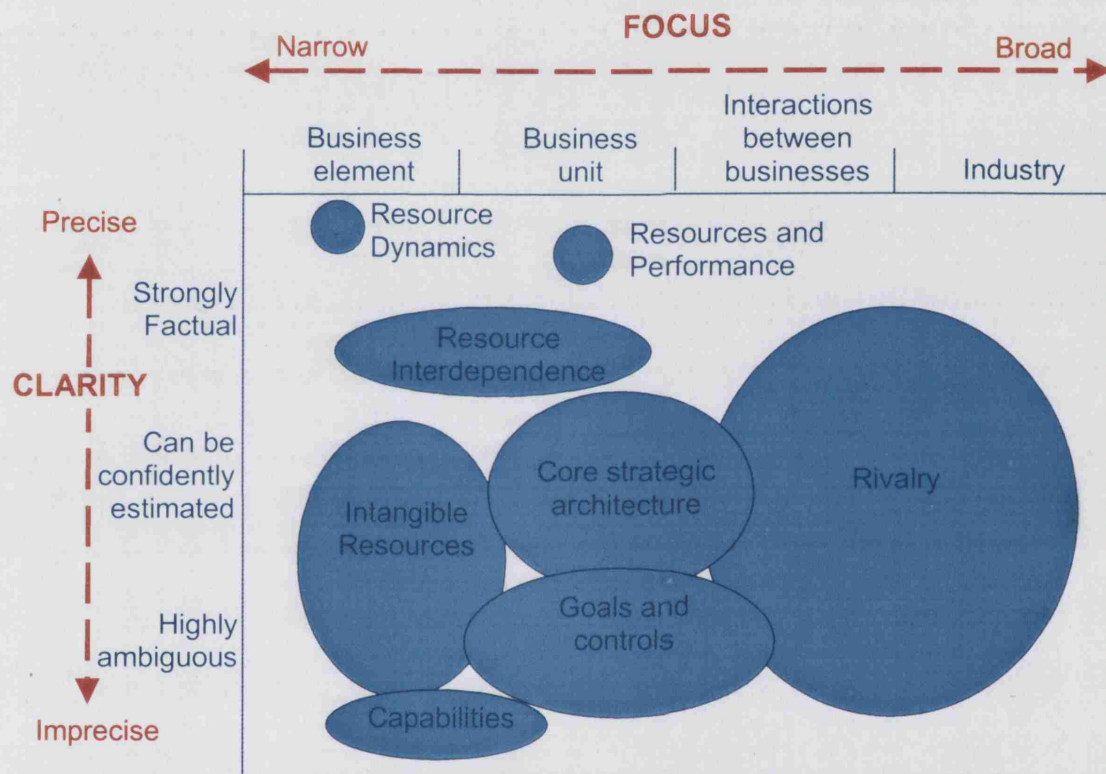 FOCUS
Narrow
Broad
Business
element
Business
unit
Interactions
between
businesses
Industry
Precise
CLARITY
Imprecise
Strongly
Factual
Can be
confidently
estimated
Highly
ambiguous
Resource
Dynamics
Resources and
Performance
Resource
Interdependence
Core strategic
architecture
Rivalry
Intangible
Resources
Goals and
controls
Capabilities